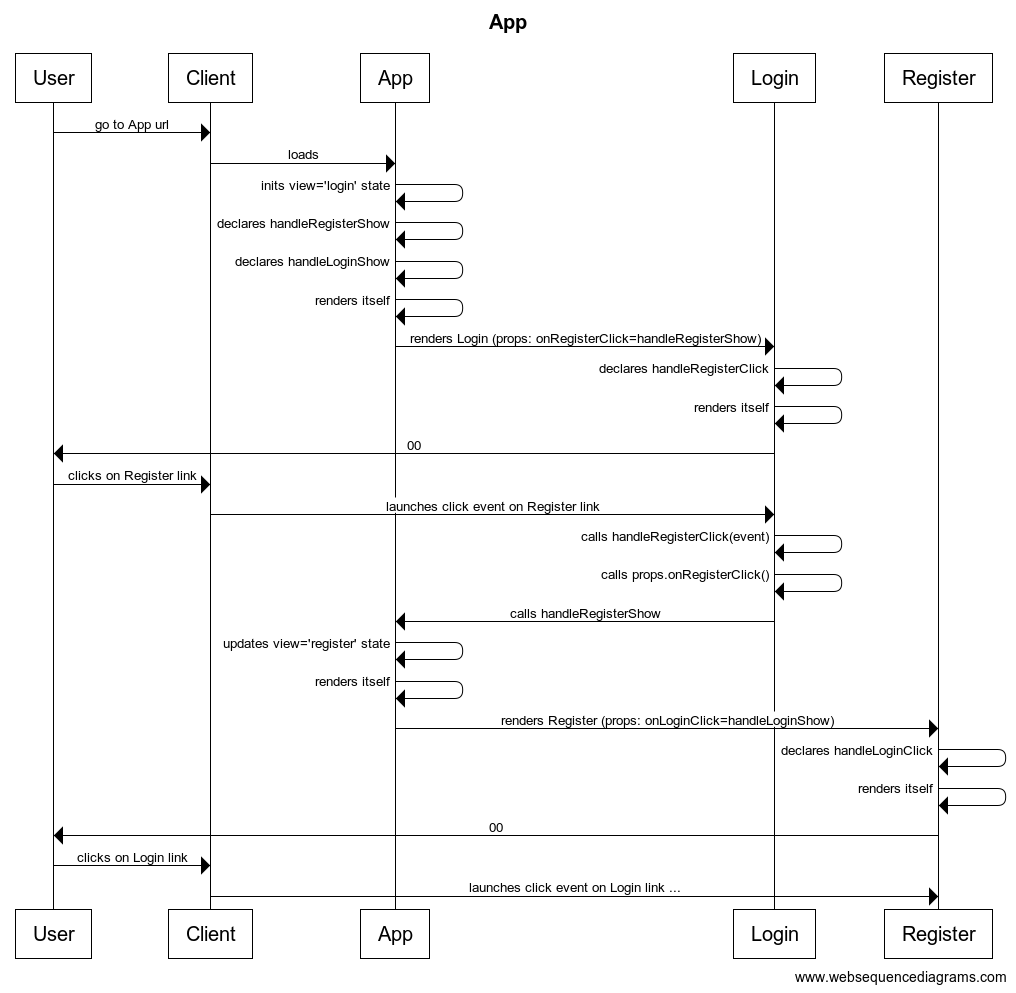 App
User Client App Login Register
go to App url
loads
inits view='login' state
declares handleRegisterShow
declares handleLoginShow
renders itself
renders Login (props: onRegisterClick=handleRegisterShow)
declares handleRegisterClick
renders itself
00
clicks on Register link
launches click event on Register link
calls handleRegisterClick(event)
calls props.onRegisterClick()
calls handleRegisterShow
updates view='register' state
renders itself
renders Register (props: onLoginClick=handleLoginShow)
declares handleLoginClick
renders itself
00
clicks on Login link
launches click event on Login link ...
User Client App Login Register
www.websequencediagrams.com